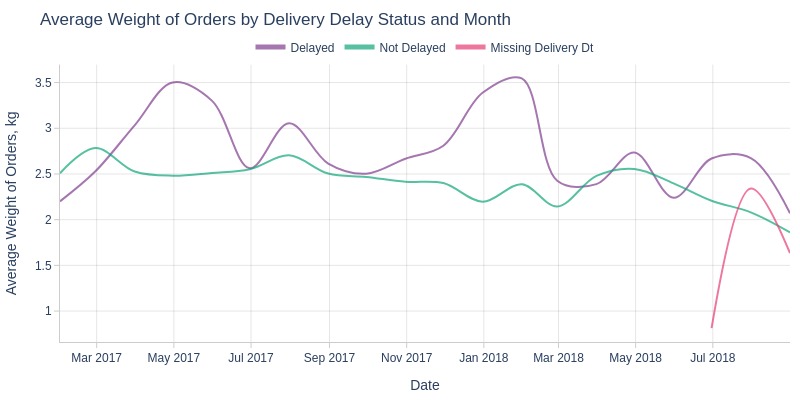 Average Weight of Orders by Delivery Delay Status and Month
Delayed Not Delayed Missing Delivery Dt
Average Weight of Orders, kg
3.5
3
2.5
2
1.5
1
Mar 2017 May 2017 Jul 2017 Sep 2017 Nov 2017 Jan 2018 Mar 2018 May 2018 Jul 2018
Date